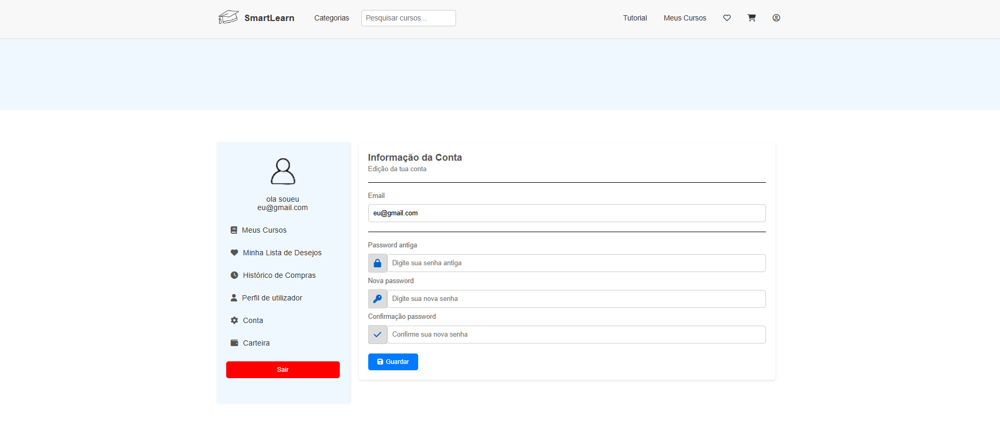 SmartLearn
Categorias
Pesquisar cursos...
Tutorial
Meus Cursos
ola soueu
eu@gmail.com
Meus Cursos
Minha Lista de Desejos
Histórico de Compras
Perfil de utilizador
Conta
Carteira
Sair
Informação da Conta
Edição da tua conta
Email
eu@gmail.com
Password antiga
Digite sua senha antiga
Nova password
Digite sua nova senha
Confirmação password
Confirme sua nova senha
Guardar